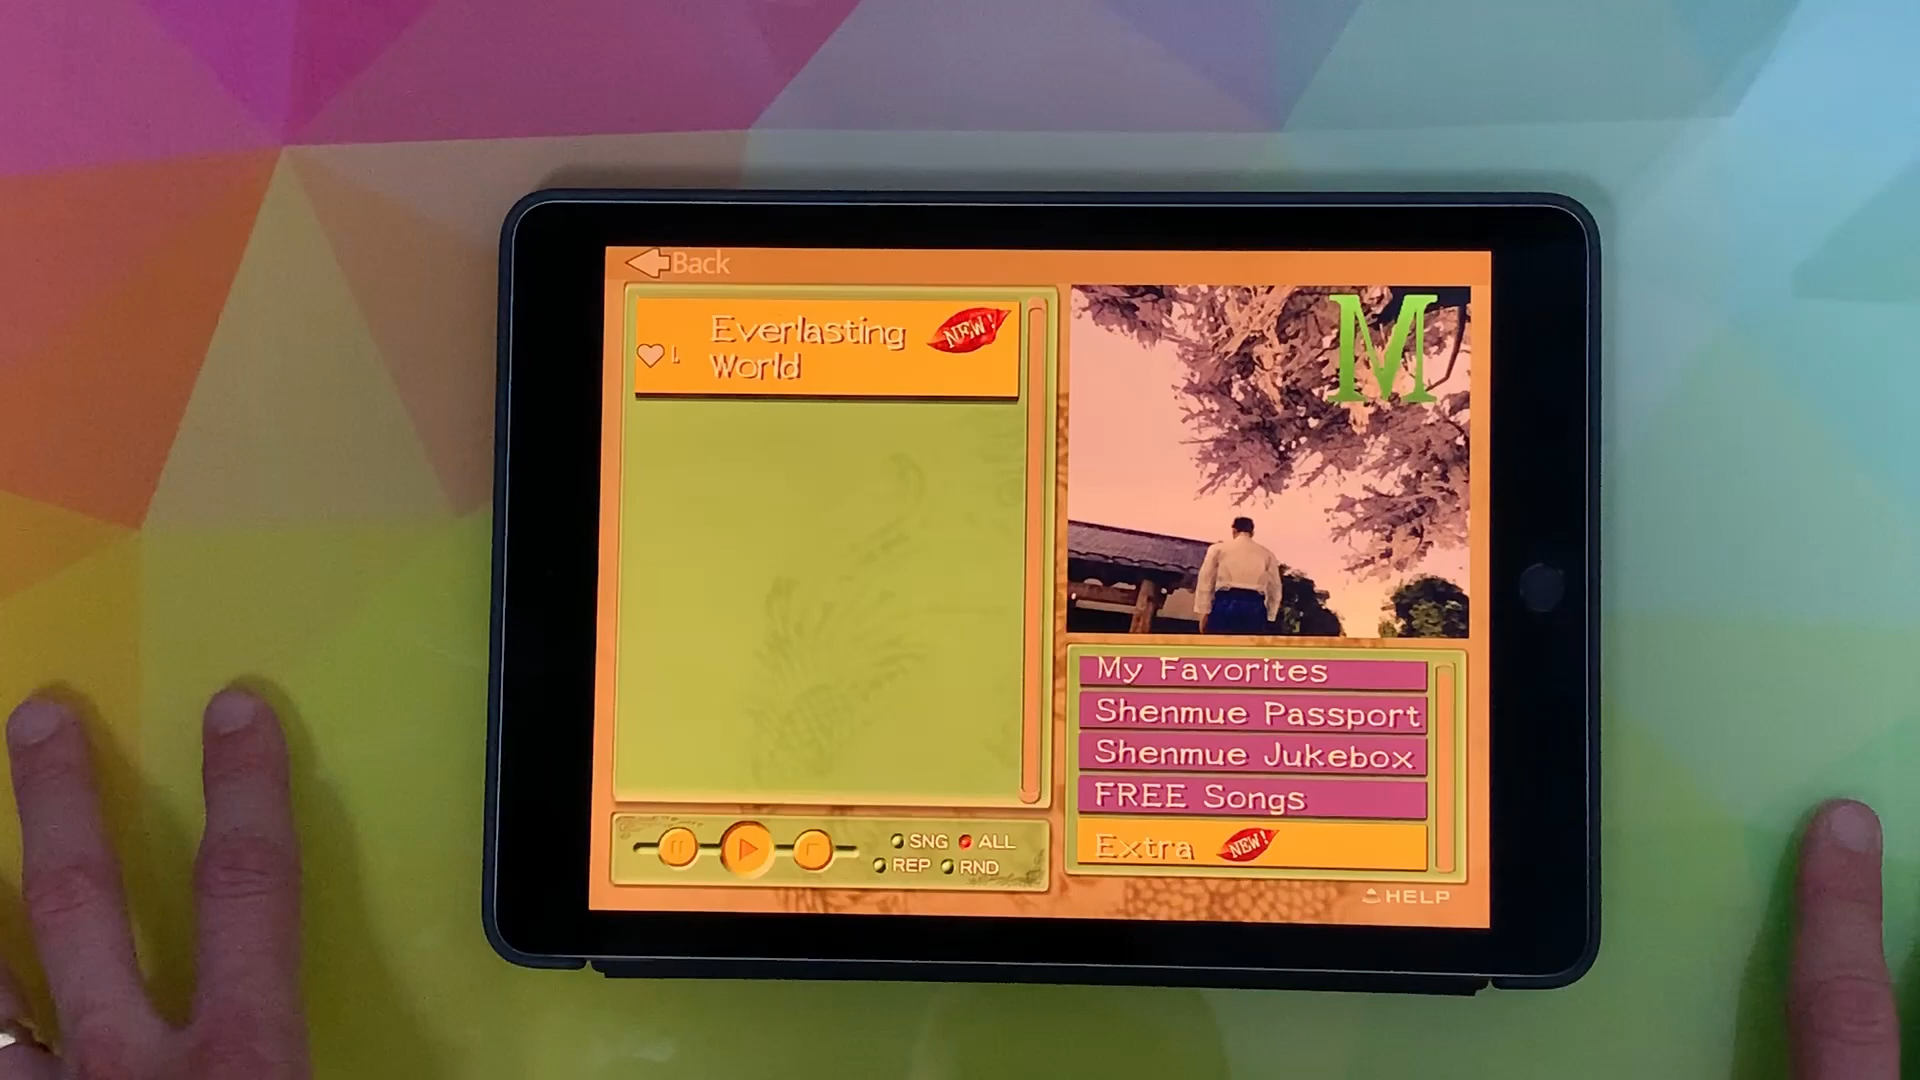 Back
Everlasting
World
NEW!
1.
M
My Favorites
Shenmue Passport
Shenmue Jukebox
FREE Songs
Extra NEW!
SNG ALL
REP RND
HELP